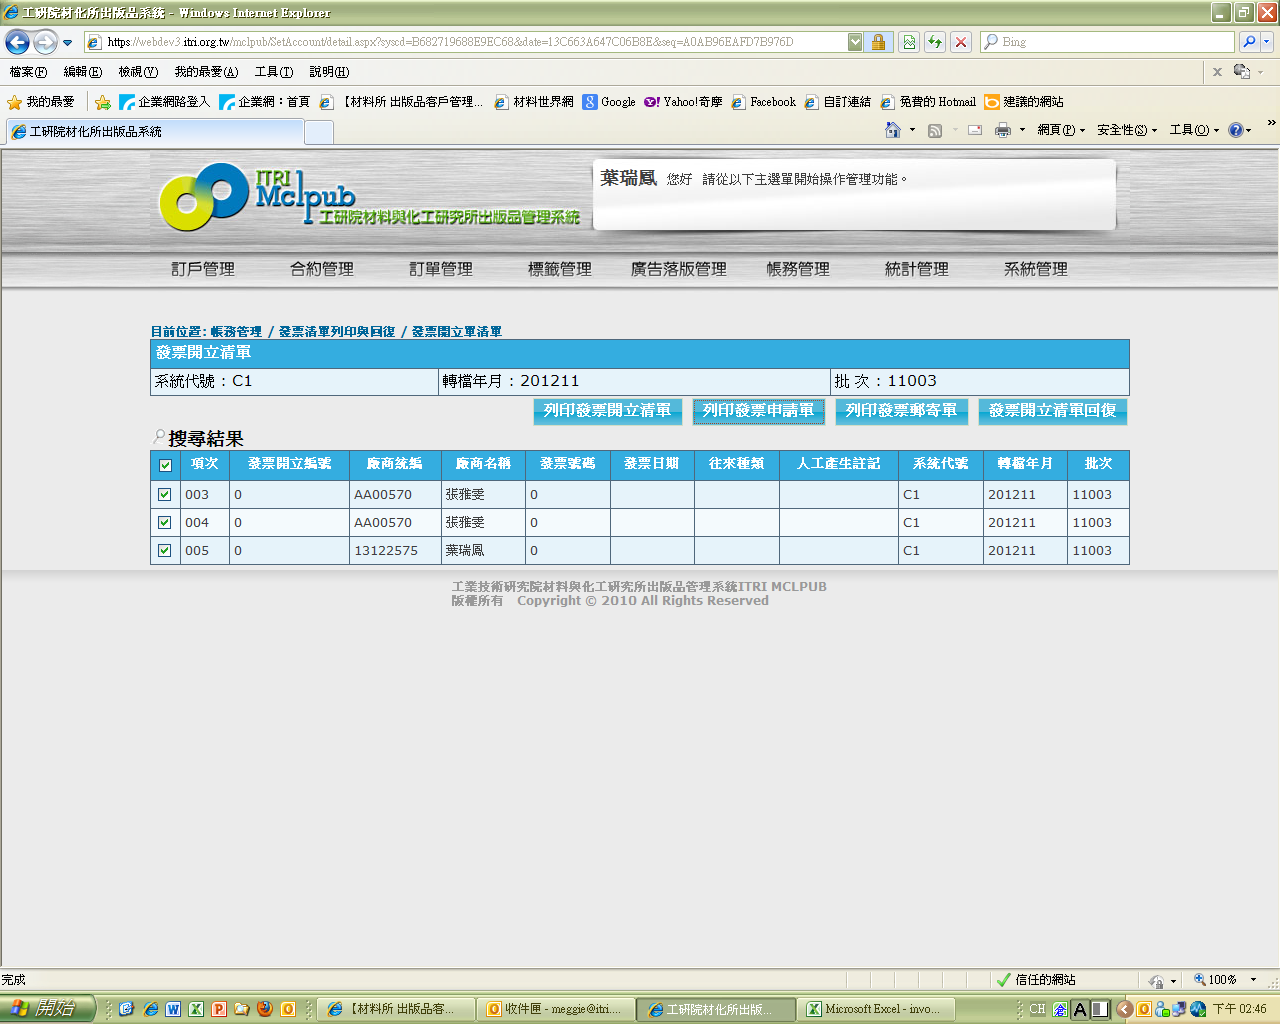 工研院材化所出版品系統 - Windows Internet Explorer
https://webdev3.itri.org.tw/mclpub/SetAccount/detail.aspx?syscd=B682719688E9EC68&date=13C663A647C06B8E&seq=A0AB96EAFD7B976D
Bing
檔案(F) 編輯(E) 檢視(V) 我的最愛(A) 工具(T) 說明(H)
我的最愛 企業網路登入 企業網：首頁 【材料所 出版品客戶管理... 材料世界網 Google Yahoo!奇摩 Facebook 自訂連結 免費的 Hotmail 建議的網站
工研院材化所出版品系統
網頁(P) 安全性(S) 工具(O)
ITRI
Mclpub
工研院材料與化工研究所出版品管理系統
葉瑞鳳 您好 請從以下主選單開始操作管理功能。
訂戶管理 合約管理 訂單管理 標籤管理 廣告落版管理 帳務管理 統計管理 系統管理
目前位置: 帳務管理 / 發票清單列印與回復 / 發票開立單清單
發票開立清單
系統代號：C1 轉檔年月：201211 批 次：11003
列印發票開立清單 列印發票申請單 列印發票郵寄單 發票開立清單回復
搜尋結果
項次 發票開立編號 廠商統編 廠商名稱 發票號碼 發票日期 往來種類 人工產生註記 系統代號 轉檔年月 批次
003 0 AA00570 張雅雯 0 C1 201211 11003
004 0 AA00570 張雅雯 0 C1 201211 11003
005 0 13122575 葉瑞鳳 0 C1 201211 11003
工業技術研究院材料與化工研究所出版品管理系統ITRI MCLPUB
版權所有 Copyright © 2010 All Rights Reserved
完成 信任的網站 100%
開始 【材料所 出版品客... 收件匣 - meggie@itri.... 工研院材化所出版... Microsoft Excel - invo... CH 下午 02:46